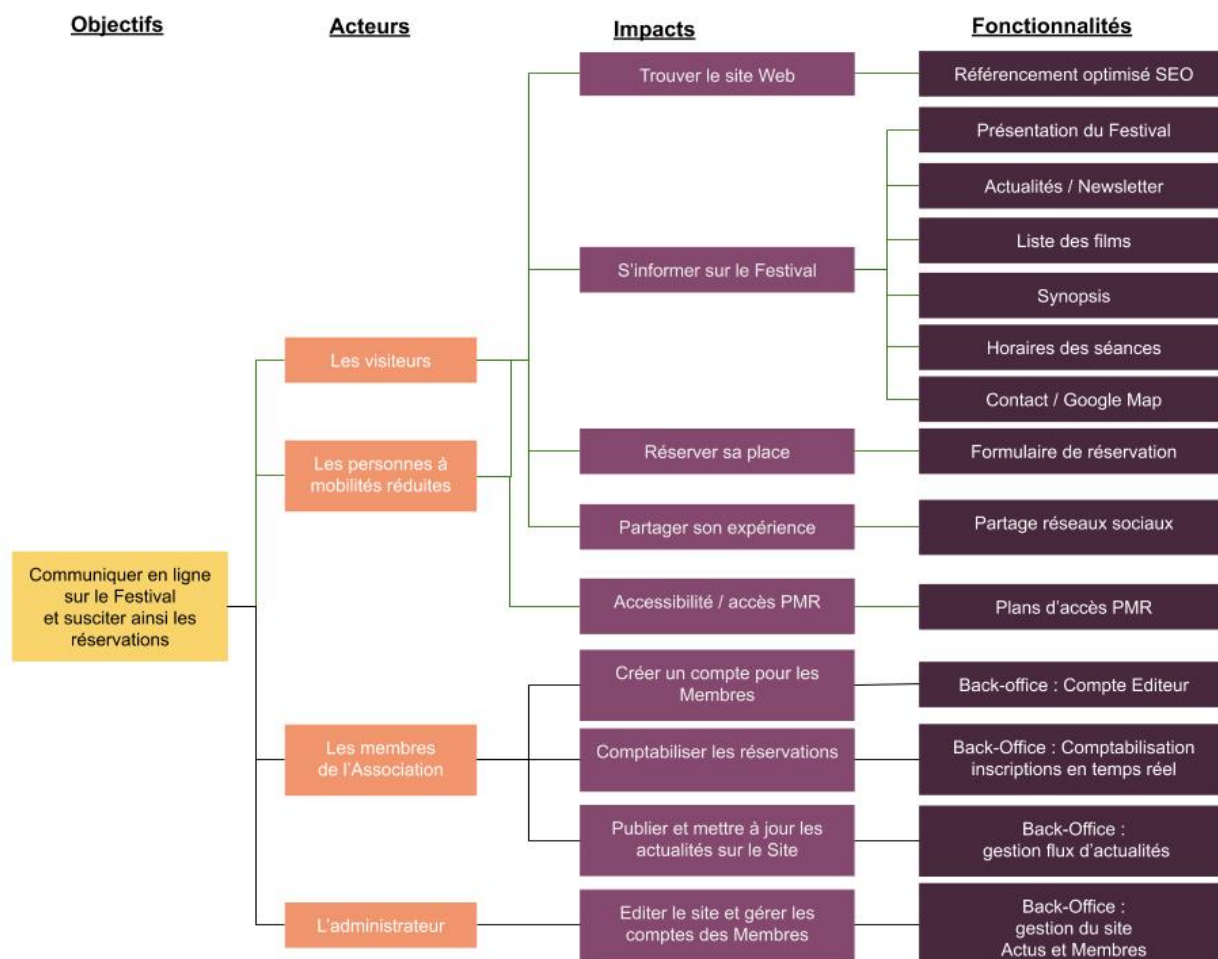 Objectifs
Acteurs
Impacts
Fonctionnalités
Trouver le site Web
Référencement optimisé SEO
Présentation du Festival
Actualités / Newsletter
Liste des films
S'informer sur le Festival
Synopsis
Horaires des séances
Les visiteurs
Contact / Google Map
Les personnes à
mobilités réduites
Réserver sa place
Formulaire de réservation
Partager son expérience
Partage réseaux sociaux
Communiquer en ligne
sur le Festival
et susciter ainsi les
réservations
Accessibilité / accès PMR
Plans d'accès PMR
Créer un compte pour les
Membres
Back-office : Compte Editeur
Les membres
de l'Association
Comptabiliser les réservations
Back-Office : Comptabilisation
inscriptions en temps réel
Publier et mettre à jour les
actualités sur le Site
Back-Office :
gestion flux d'actualités
L'administrateur
Editer le site et gérer les
comptes des Membres
Back-Office :
gestion du site
Actus et Membres